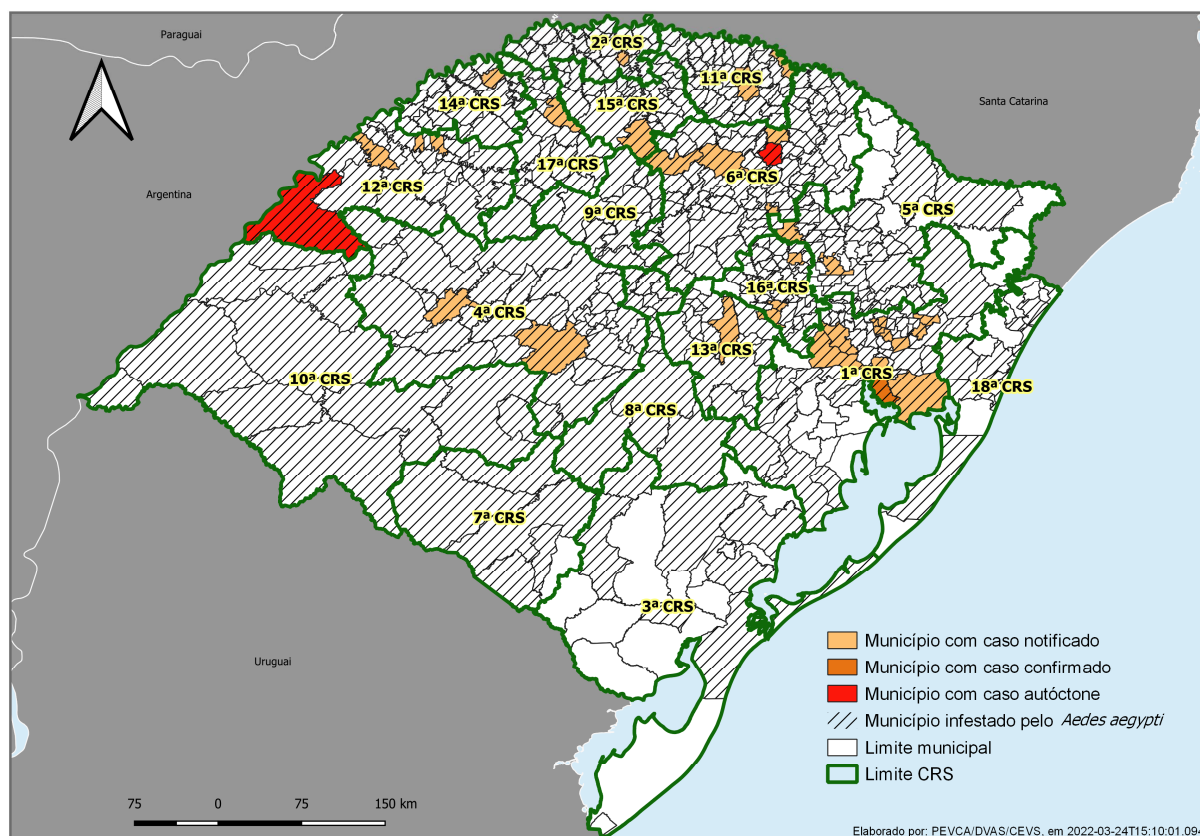 Paraguai
2ª CRS
11ª CRS
14ª CRS
15ª CRS
Santa Catarina
17ª CRS
6ª CRS
12ª CRS
Argentina
9ª CRS
5ª CRS
16ª CRS
4ª CRS
13ª CRS
1ª CRS
10ª CRS
18ª CRS
8ª CRS
7ª CRS
3ª CRS
Uruguai
Município com caso notificado
Município com caso confirmado
Município com caso autóctone
Município infestado pelo Aedes aegypti
Limite municipal
Limite CRS
75 0 75 150 km
Elaborado por: PEVCA/DVAS/CEVS, em 2022-03-24T15:10:01.09